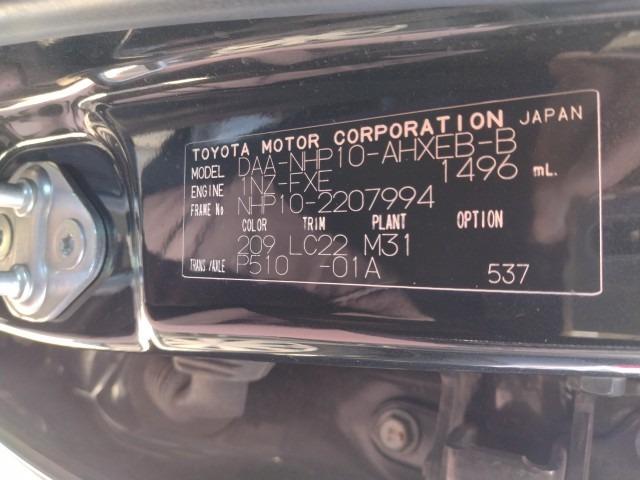 TOYOTA MOTOR CORPORATION JAPAN
MODEL DAA-NHP10-AHXEB-B
ENGINE 1NZ-FXE 1496 mL.
FRAME No NHP10-2207994
COLOR TRIM PLANT OPTION
209 LC22 M31
TRANS./AXLE P510 -01A 537